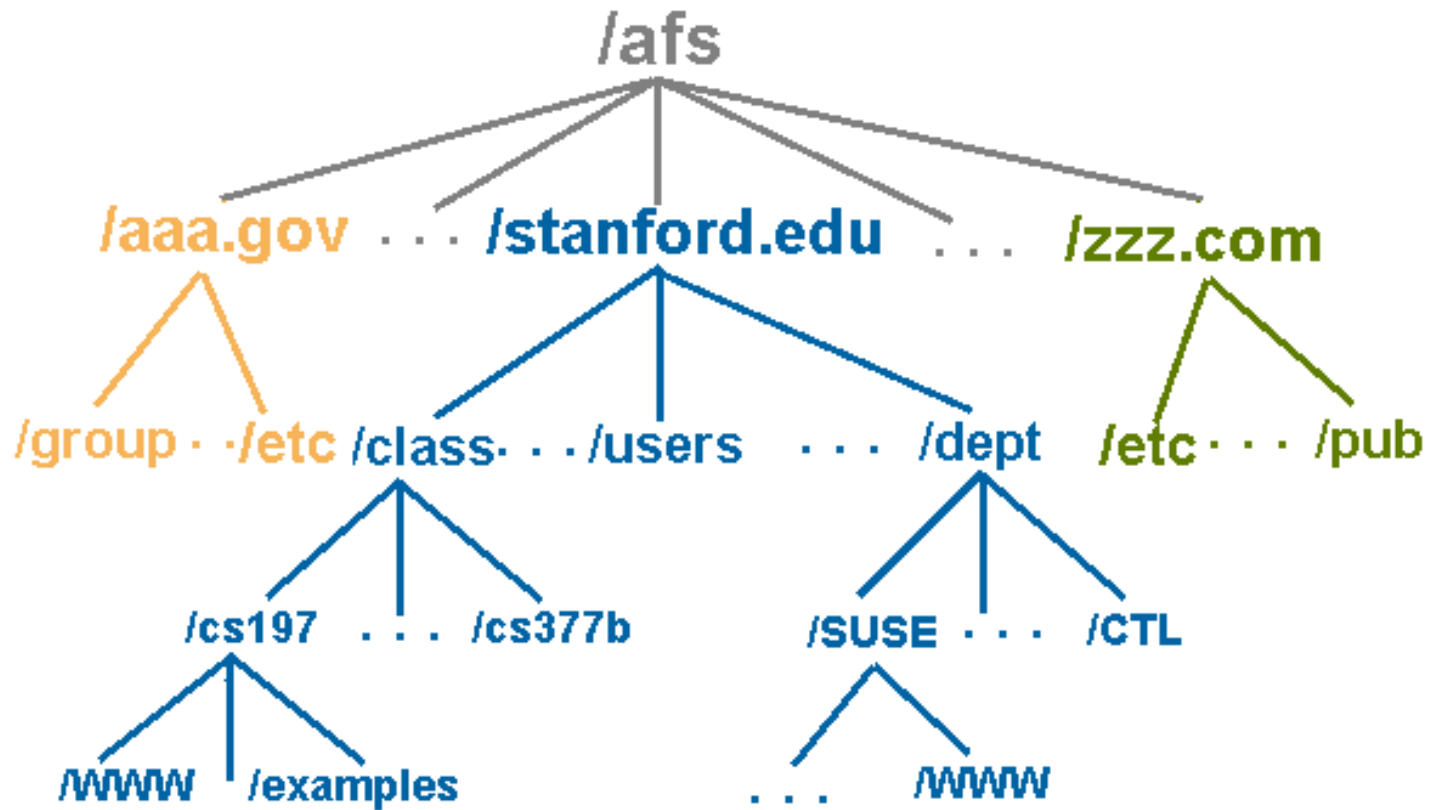 /afs
/aaa.gov . . . /stanford.edu . . . /zzz.com
/group . . /etc /class . . . /users . . . /dept /etc . . . /pub
/cs197 . . . /cs377b /SUSE . . . /CTL
/WWW /examples . . . /WWW